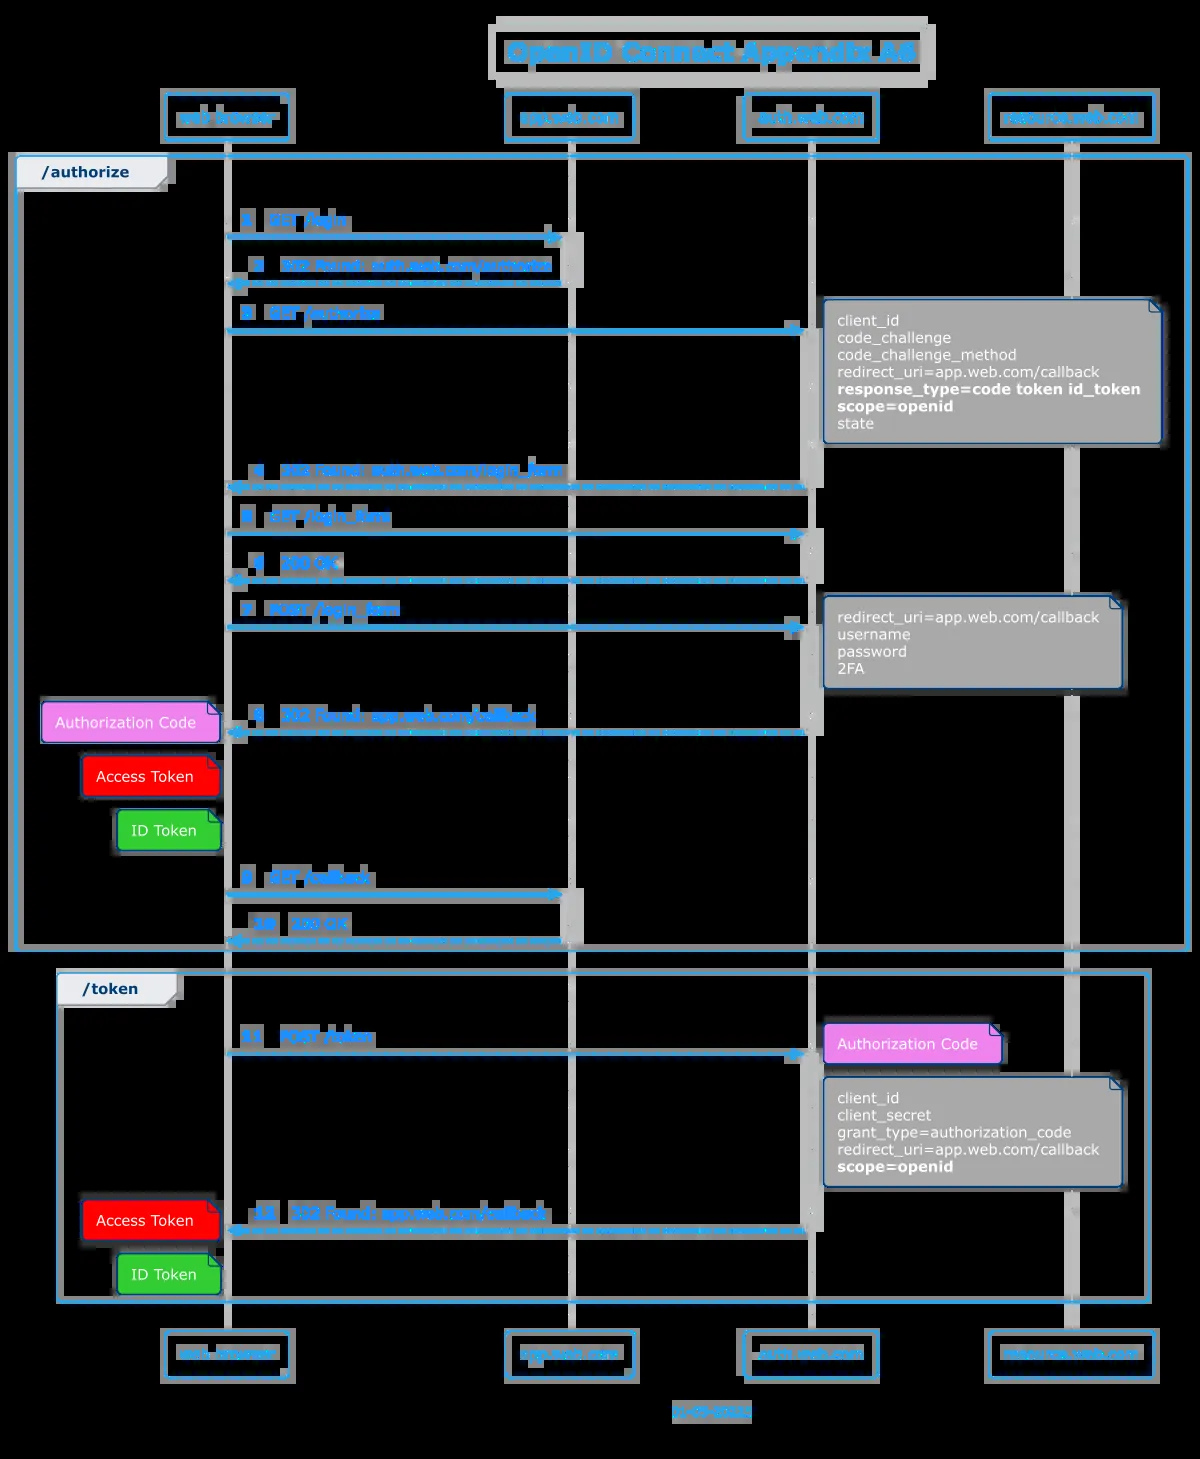 OpenID Connect Appendix A6
web browser
app.web.com
auth.web.com
resource.web.com
/authorize
1 GET /login
2 302 Found: auth.web.com/authorize
3 GET /authorize
client_id
code_challenge
code_challenge_method
redirect_uri=app.web.com/callback
response_type=code token id_token
scope=openid
state
4 302 Found: auth.web.com/login_form
5 GET /login_form
6 200 OK
7 POST /login_form
redirect_uri=app.web.com/callback
username
password
2FA
8 302 Found: app.web.com/callback
Authorization Code
Access Token
ID Token
9 GET /callback
10 200 OK
/token
11 POST /token
Authorization Code
client_id
client_secret
grant_type=authorization_code
redirect_uri=app.web.com/callback
scope=openid
12 302 Found: app.web.com/callback
Access Token
ID Token
web browser
app.web.com
auth.web.com
resource.web.com